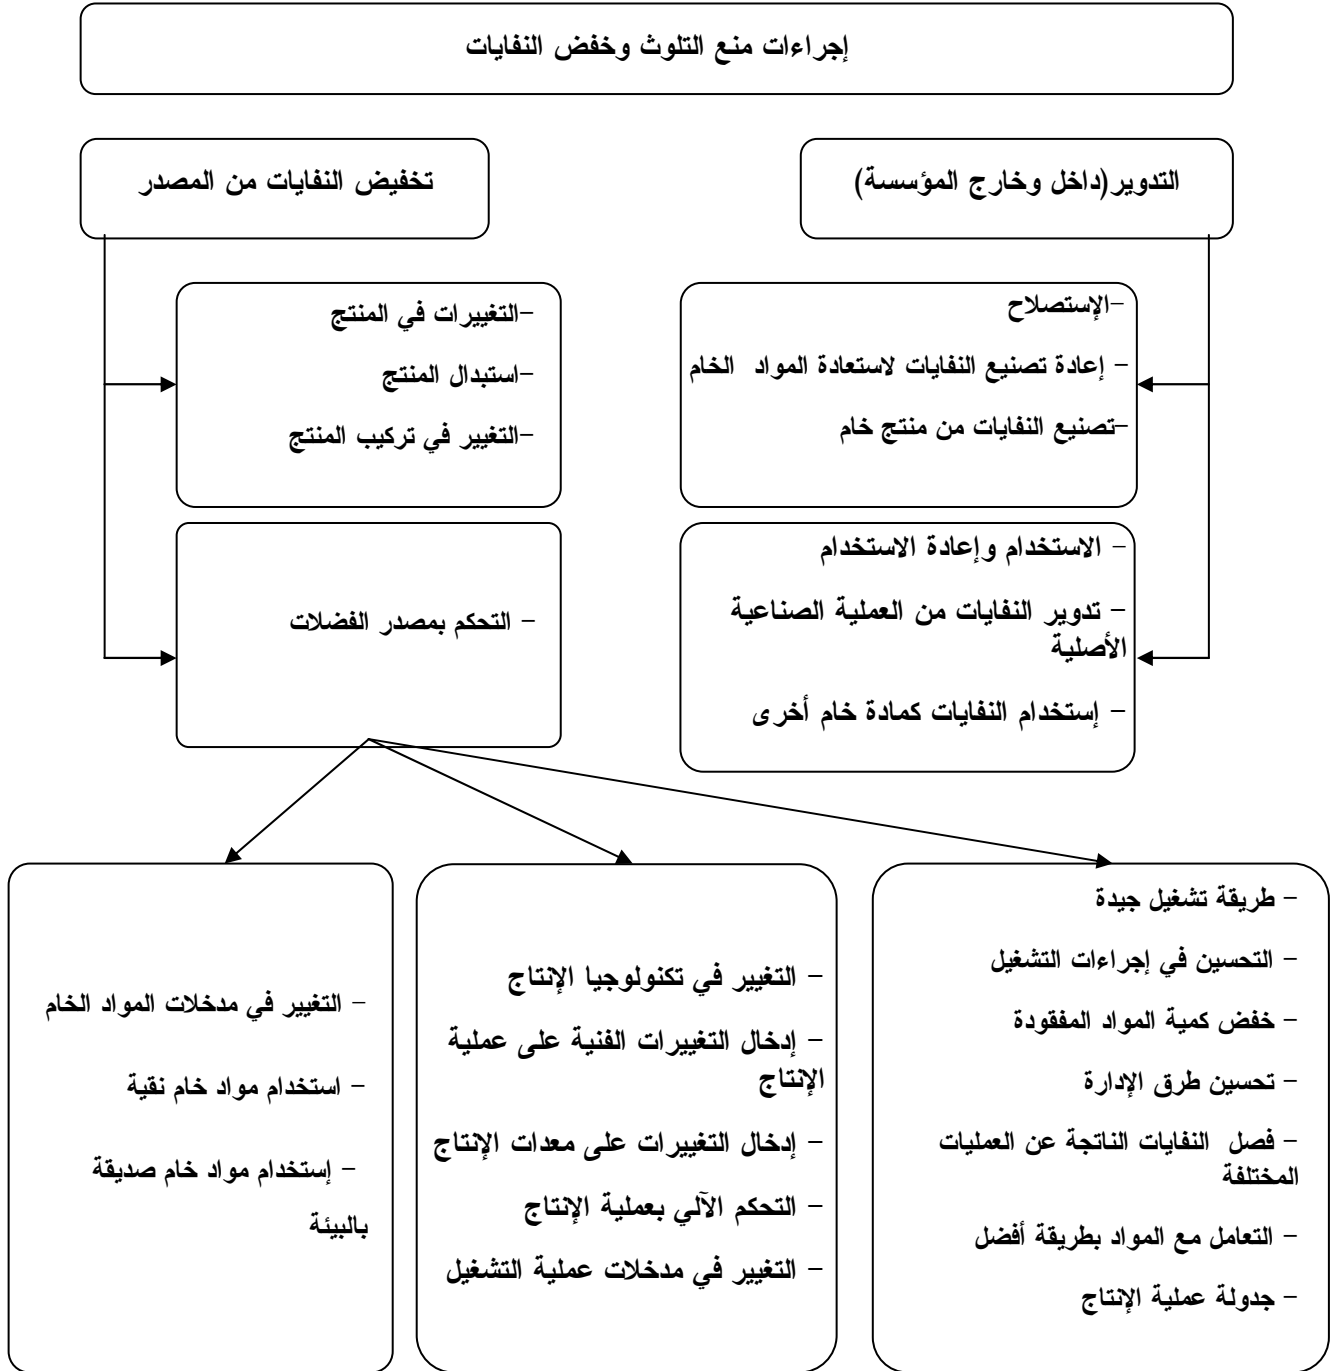 إجراءات منع التلوث وخفض النفايات
التدوير(داخل وخارج المؤسسة)
تخفيض النفايات من المصدر
-الإستصلاح
- إعادة تصنيع النفايات لاستعادة المواد الخام
-تصنيع النفايات من منتج خام
-التغييرات في المنتج
-استبدال المنتج
-التغيير في تركيب المنتج
- الاستخدام وإعادة الاستخدام
- تدوير النفايات من العملية الصناعية
الأصلية
- إستخدام النفايات كمادة خام أخرى
- التحكم بمصدر الفضلات
- طريقة تشغيل جيدة
- التحسين في إجراءات التشغيل
- خفض كمية المواد المفقودة
- تحسين طرق الإدارة
- فصل النفايات الناتجة عن العمليات
المختلفة
- التعامل مع المواد بطريقة أفضل
- جدولة عملية الإنتاج
- التغيير في تكنولوجيا الإنتاج
- إدخال التغييرات الفنية على عملية
الإنتاج
- إدخال التغييرات على معدات الإنتاج
- التحكم الآلي بعملية الإنتاج
- التغيير في مدخلات عملية التشغيل
- التغيير في مدخلات المواد الخام
- استخدام مواد خام نقية
- إستخدام مواد خام صديقة
بالبيئة